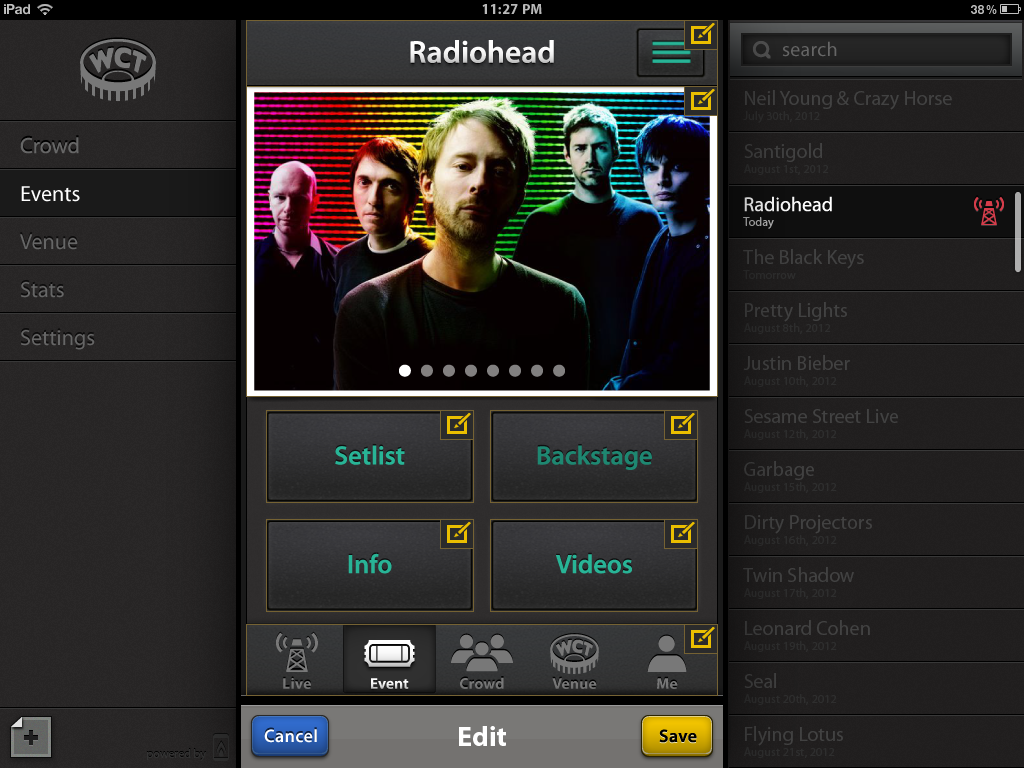 iPad
11:27 PM
38%
WCT
Crowd
Events
Venue
Stats
Settings
powered by
Radiohead
Setlist
Backstage
Info
Videos
Live
Event
Crowd
WCT
Venue
Me
Cancel
Edit
Save
search
Neil Young & Crazy Horse
July 30th, 2012
Santigold
August 1st, 2012
Radiohead
Today
The Black Keys
Tomorrow
Pretty Lights
August 8th, 2012
Justin Bieber
August 10th, 2012
Sesame Street Live
August 12th, 2012
Garbage
August 15th, 2012
Dirty Projectors
August 16th, 2012
Twin Shadow
August 17th, 2012
Leonard Cohen
August 19th, 2012
Seal
August 20th, 2012
Flying Lotus
August 21st, 2012